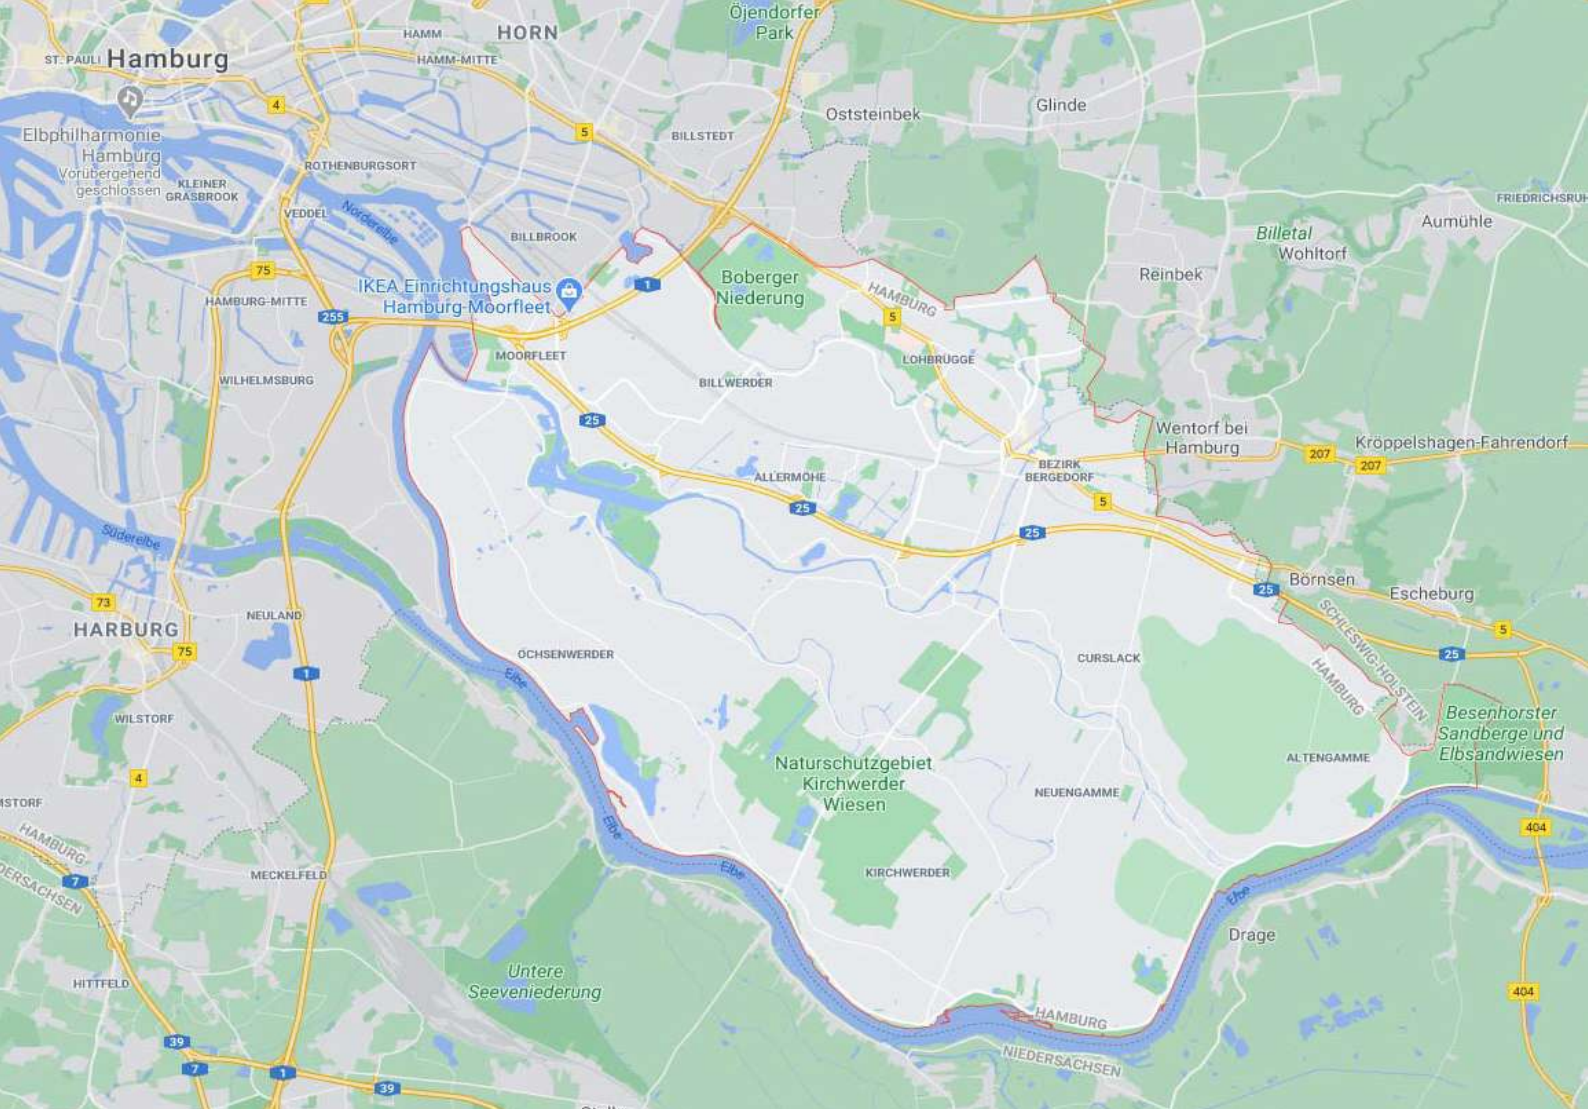 Öjendorfer
Park
HAMM
HORN
ST. PAULI
Hamburg
HAMM-MITTE
4
5
Oststeinbek
Glinde
Elbphilharmonie
Hamburg
Vorübergehend
geschlossen
BILLSTEDT
ROTHENBURGSORT
KLEINER
GRASBROOK
VEDDEL
Norderelbe
BILLBROOK
FRIEDRICHSRUH
Aumühle
Billetal
Wohltorf
Reinbek
75
HAMBURG-MITTE
255
IKEA Einrichtungshaus
Hamburg-Moorfleet
1
Boberger
Niederung
HAMBURG
5
MOORFLEET
LOHBRÜGGE
WILHELMSBURG
BILLWERDER
25
Wentorf bei
Hamburg
207
207
Kröppelshagen-Fahrendorf
BEZIRK
BERGEDORF
ALLERMÖHE
25
5
25
Süderelbe
25
Börnsen
Escheburg
73
HARBURG
75
NEULAND
5
25
SCHLESWIG-HOLSTEIN
HAMBURG
1
OCHSENWERDER
Elbe
CURSLACK
WILSTORF
Besenhorster
Sandberge und
Elbsandwiesen
ALTENGAMME
4
Naturschutzgebiet
Kirchwerder
Wiesen
NEUENGAMME
MSTORF
HAMBURG
DERSACHSEN
7
MECKELFELD
Elbe
404
Elbe
KIRCHWERDER
Elbe
Drage
HITTFELD
Untere
Seeveniederung
404
HAMBURG
NIEDERSACHSEN
39
7
1
39